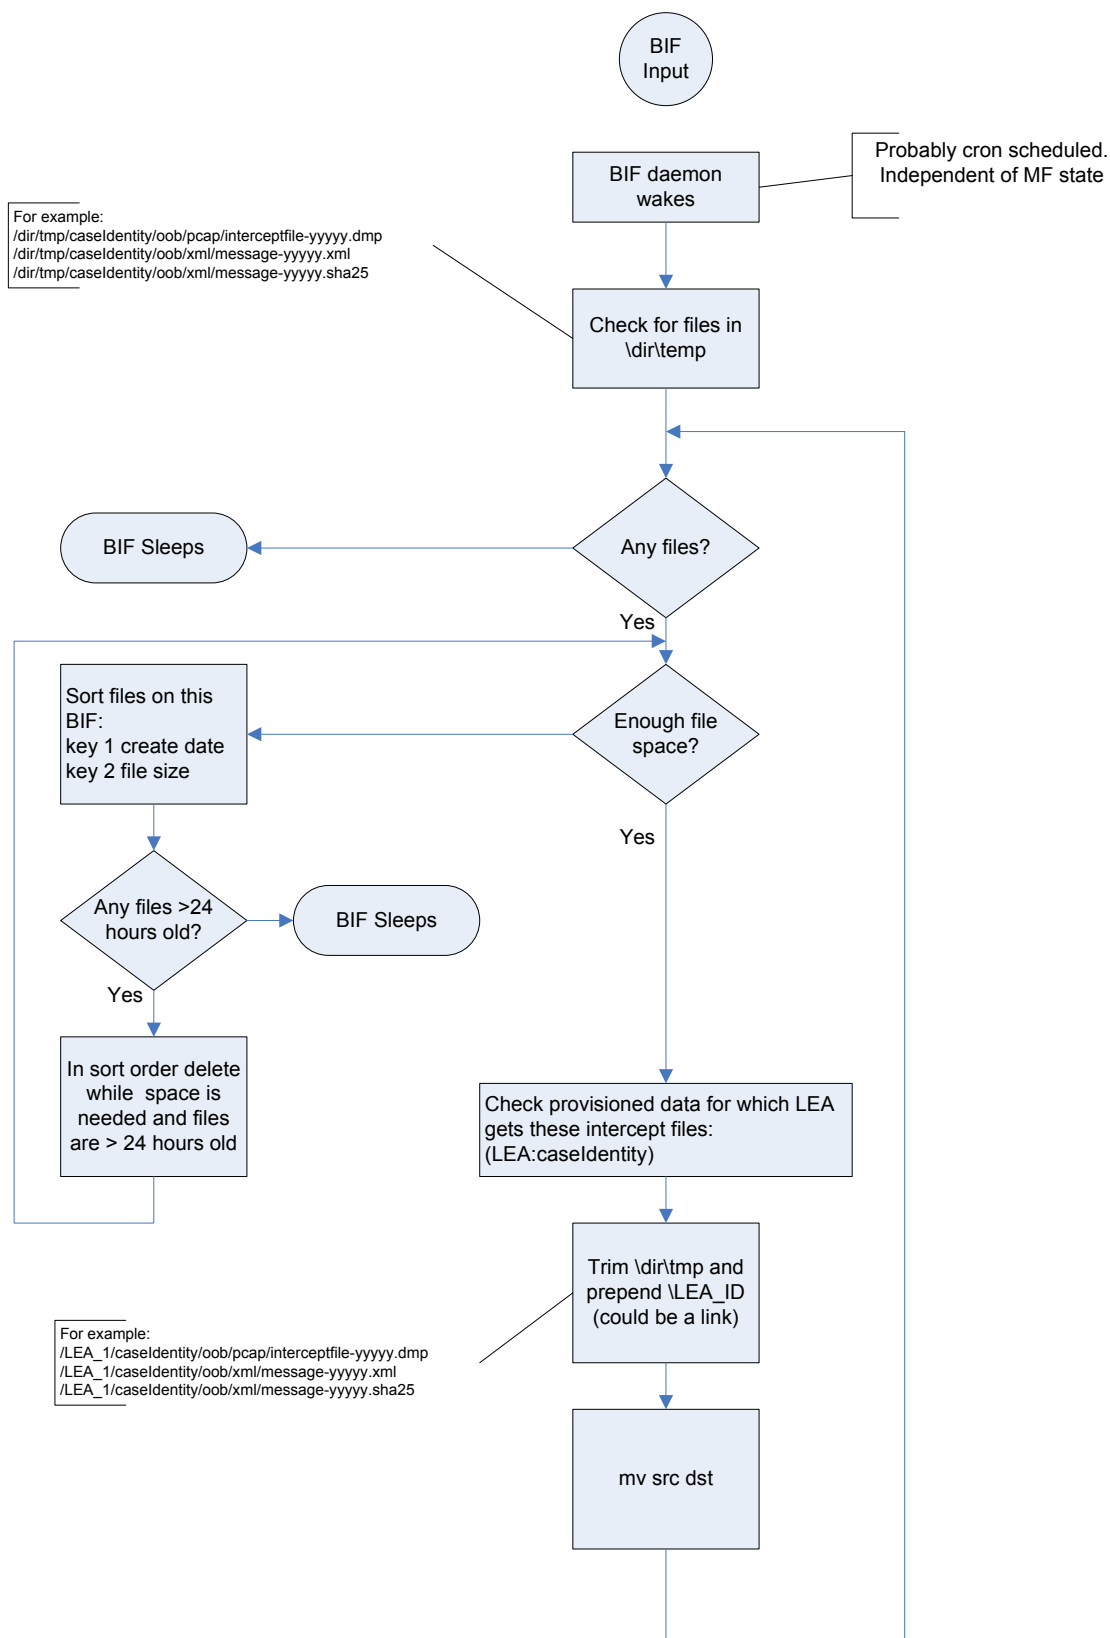 BIF
Input
BIF daemon
wakes
Probably cron scheduled.
Independent of MF state
For example:
/dir/tmp/caseIdentity/oob/pcap/interceptfile-yyyyy.dmp
/dir/tmp/caseIdentity/oob/xml/message-yyyyy.xml
/dir/tmp/caseIdentity/oob/xml/message-yyyyy.sha25
Check for files in
\dir\temp
Any files?
BIF Sleeps
Yes
Enough file
space?
Sort files on this
BIF:
key 1 create date
key 2 file size
Yes
Any files >24
hours old?
BIF Sleeps
Yes
In sort order delete
while  space is
needed and files
are > 24 hours old
Check provisioned data for which LEA
gets these intercept files:
(LEA:caseIdentity)
Trim \dir\tmp and
prepend \LEA_ID
(could be a link)
For example:
/LEA_1/caseIdentity/oob/pcap/interceptfile-yyyyy.dmp
/LEA_1/caseIdentity/oob/xml/message-yyyyy.xml
/LEA_1/caseIdentity/oob/xml/message-yyyyy.sha25
mv src dst